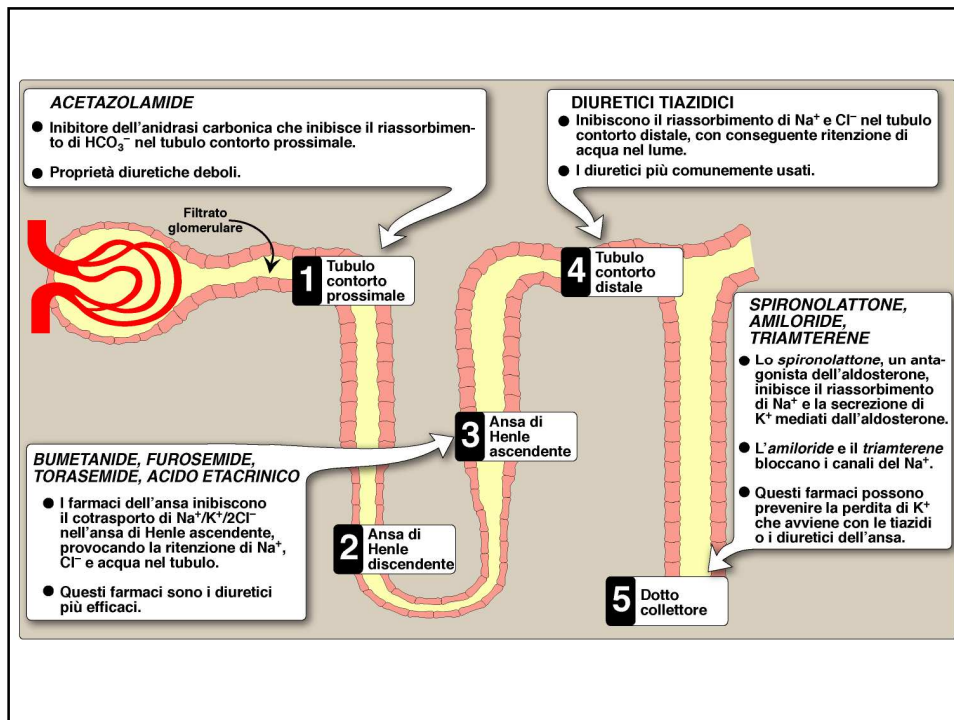 ACETAZOLAMIDE
● Inibitore dell'anidrasi carbonica che inibisce il riassorbimen-
to di HCO₃⁻ nel tubulo contorto prossimale.
● Proprietà diuretiche deboli.
DIURETICI TIAZIDICI
● Inibiscono il riassorbimento di Na⁺ e Cl⁻ nel tubulo
contorto distale, con conseguente ritenzione di
acqua nel lume.
● I diuretici più comunemente usati.
Filtrato
glomerulare
1 Tubulo
contorto
prossimale
4 Tubulo
contorto
distale
SPIRONOLATTONE,
AMILORIDE,
TRIAMTERENE
● Lo spironolattone, un anta-
gonista dell'aldosterone,
inibisce il riassorbimento
di Na⁺ e la secrezione di
K⁺ mediati dall'aldosterone.
● L'amiloride e il triamterene
bloccano i canali del Na⁺.
● Questi farmaci possono
prevenire la perdita di K⁺
che avviene con le tiazidi
o i diuretici dell'ansa.
3 Ansa di
Henle
ascendente
BUMETANIDE, FUROSEMIDE,
TORASEMIDE, ACIDO ETACRINICO
● I farmaci dell'ansa inibiscono
il cotrasporto di Na⁺/K⁺/2Cl⁻
nell'ansa di Henle ascendente,
provocando la ritenzione di Na⁺,
Cl⁻ e acqua nel tubulo.
● Questi farmaci sono i diuretici
più efficaci.
2 Ansa di
Henle
discendente
5 Dotto
collettore